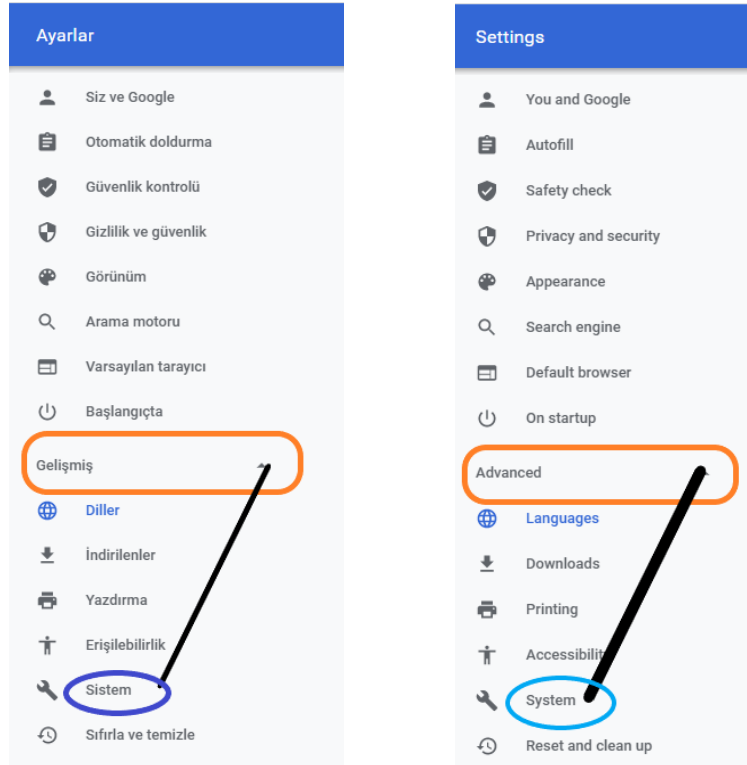 Ayarlar
Siz ve Google
Otomatik doldurma
Güvenlik kontrolü
Gizlilik ve güvenlik
Görünüm
Arama motoru
Varsayılan tarayıcı
Başlangıçta
Gelişmiş
Diller
İndirilenler
Yazdırma
Erişilebilirlik
Sistem
Sıfırla ve temizle
Settings
You and Google
Autofill
Safety check
Privacy and security
Appearance
Search engine
Default browser
On startup
Advanced
Languages
Downloads
Printing
Accessibilit
System
Reset and clean up